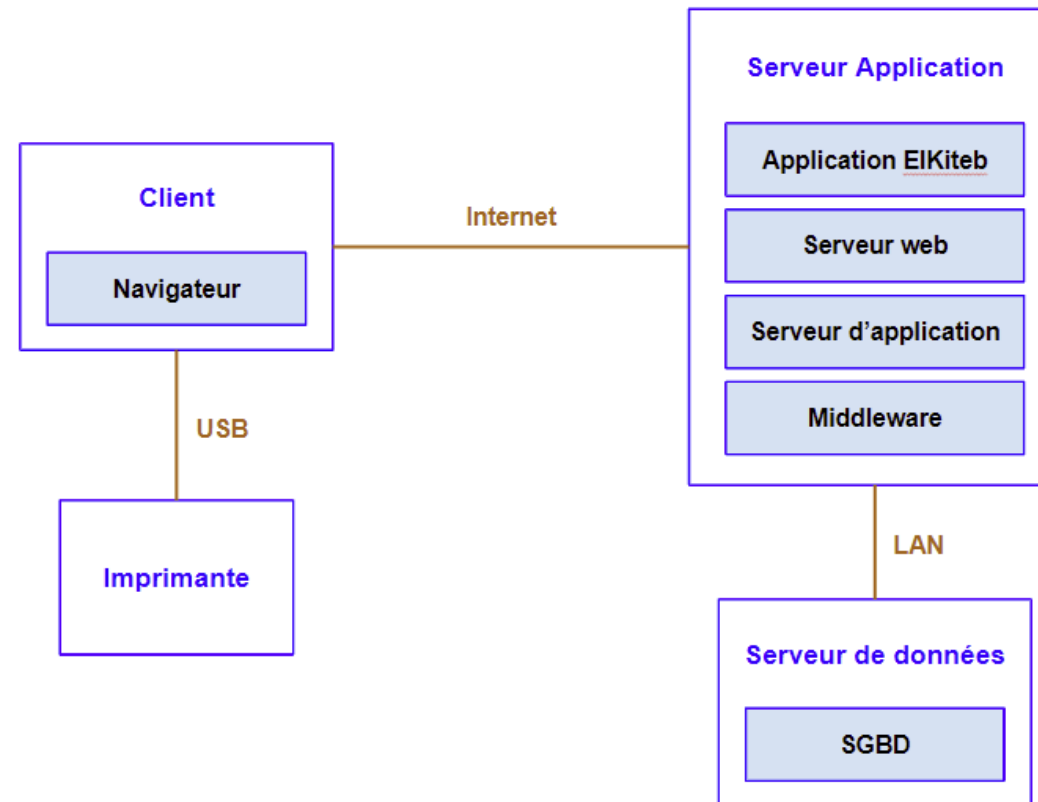 Serveur Application
Application ElKiteb
Client
Internet
Serveur web
Navigateur
Serveur d’application
Middleware
USB
LAN
Imprimante
Serveur de données
SGBD